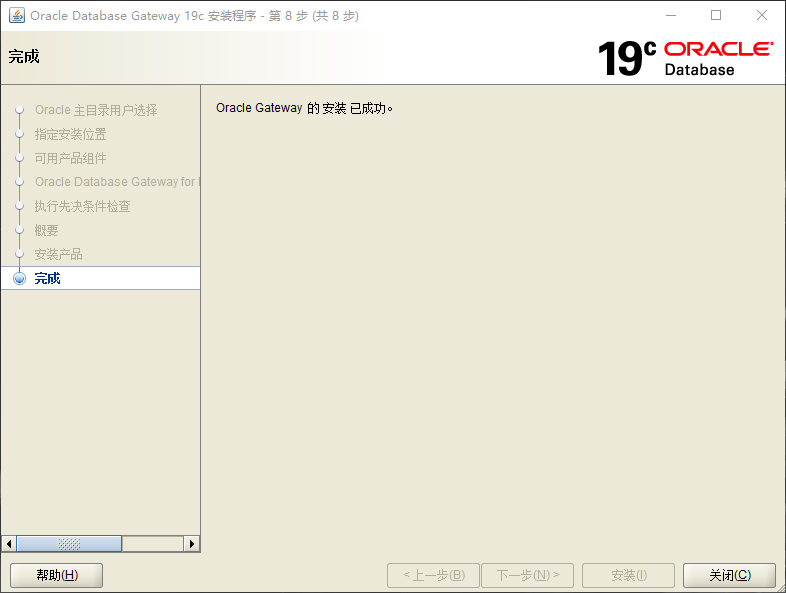 Oracle Database Gateway 19c 安装程序 - 第 8 步 (共 8 步)
完成
19c ORACLE
Database
Oracle 主目录用户选择
指定安装位置
可用产品组件
Oracle Database Gateway for
执行先决条件检查
概要
安装产品
完成
Oracle Gateway 的 安装 已成功。
帮助(H)
< 上一步(B)
下一步(N) >
安装(I)
关闭(C)